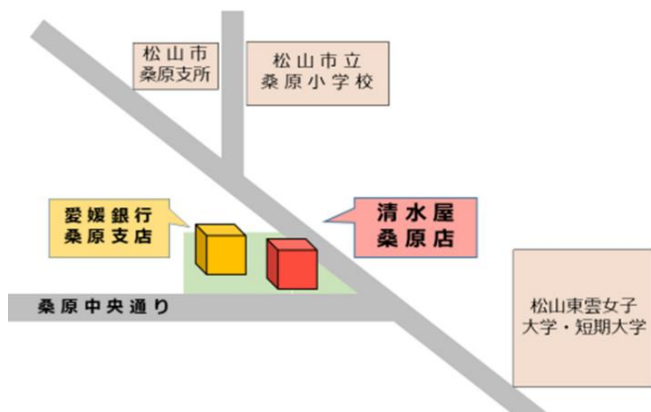 松山市
桑原支所
松山市立
桑原小学校
愛媛銀行
桑原支店
清水屋
桑原店
桑原中央通り
松山東雲女子
大学・短期大学